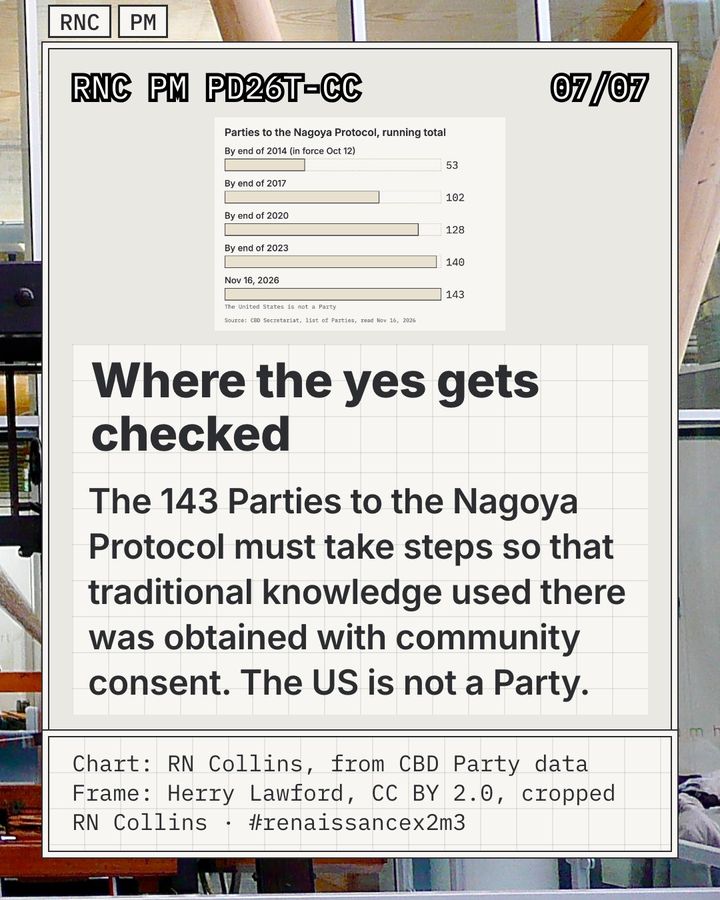 RNC PM
RNC PM PD26T-CC 07/07
Parties to the Nagoya Protocol, running total
By end of 2014 (in force Oct 12)
53
By end of 2017
102
By end of 2020
128
By end of 2023
140
Nov 16, 2026
143
The United States is not a Party
Source: CBD Secretariat, list of Parties, read Nov 16, 2026
Where the yes gets
checked
The 143 Parties to the Nagoya
Protocol must take steps so that
traditional knowledge used there
was obtained with community
consent. The US is not a Party.
Chart: RN Collins, from CBD Party data
Frame: Herry Lawford, CC BY 2.0, cropped
RN Collins · #renaissancex2m3